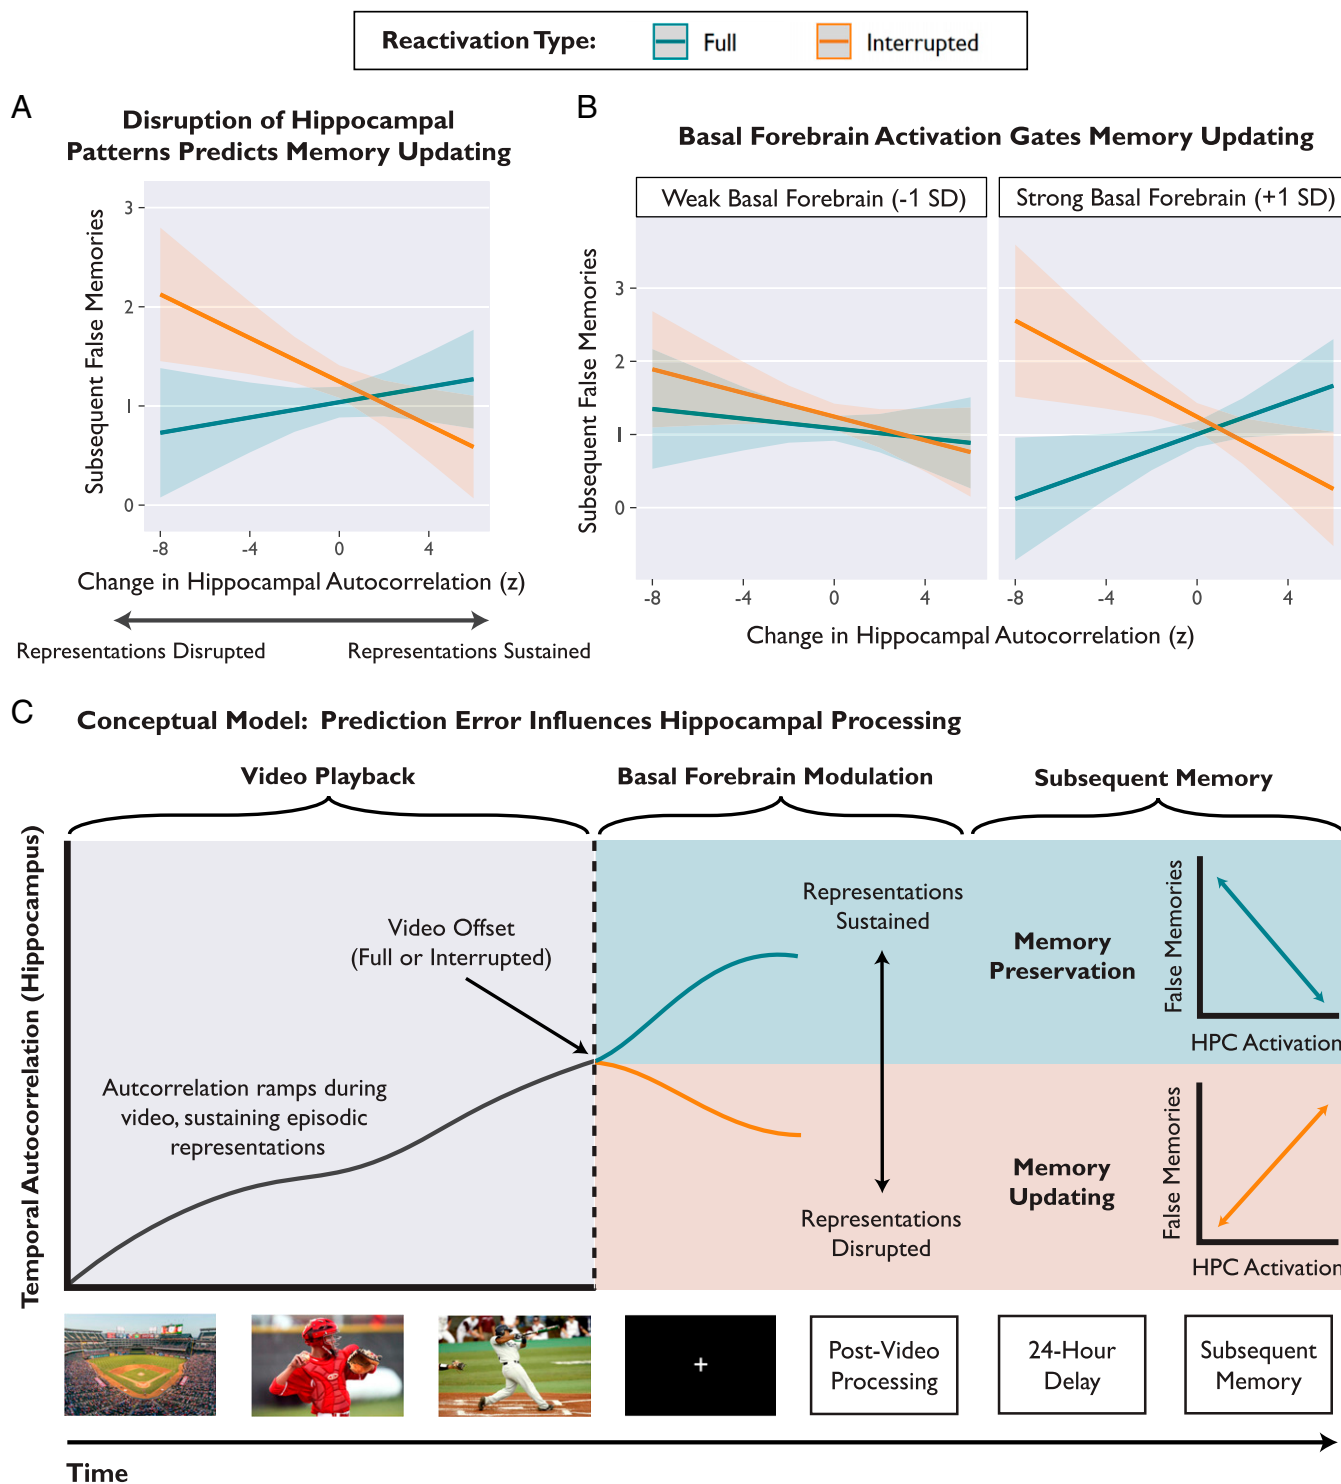 Reactivation Type: Full Interrupted
A
Disruption of Hippocampal
Patterns Predicts Memory Updating
Subsequent False Memories
3
2
1
0
-8 -4 0 4
Change in Hippocampal Autocorrelation (z)
Representations Disrupted Representations Sustained
B
Basal Forebrain Activation Gates Memory Updating
Weak Basal Forebrain (-1 SD) Strong Basal Forebrain (+1 SD)
Subsequent False Memories
3
2
1
0
-8 -4 0 4 -8 -4 0 4
Change in Hippocampal Autocorrelation (z)
C
Conceptual Model: Prediction Error Influences Hippocampal Processing
Video Playback Basal Forebrain Modulation Subsequent Memory
Temporal Autocorrelation (Hippocampus)
Video Offset
(Full or Interrupted)
Autcorrelation ramps during
video, sustaining episodic
representations
Representations
Sustained
Representations
Disrupted
Memory
Preservation
False Memories
HPC Activation
Memory
Updating
False Memories
HPC Activation
Post-Video
Processing
24-Hour
Delay
Subsequent
Memory
Time